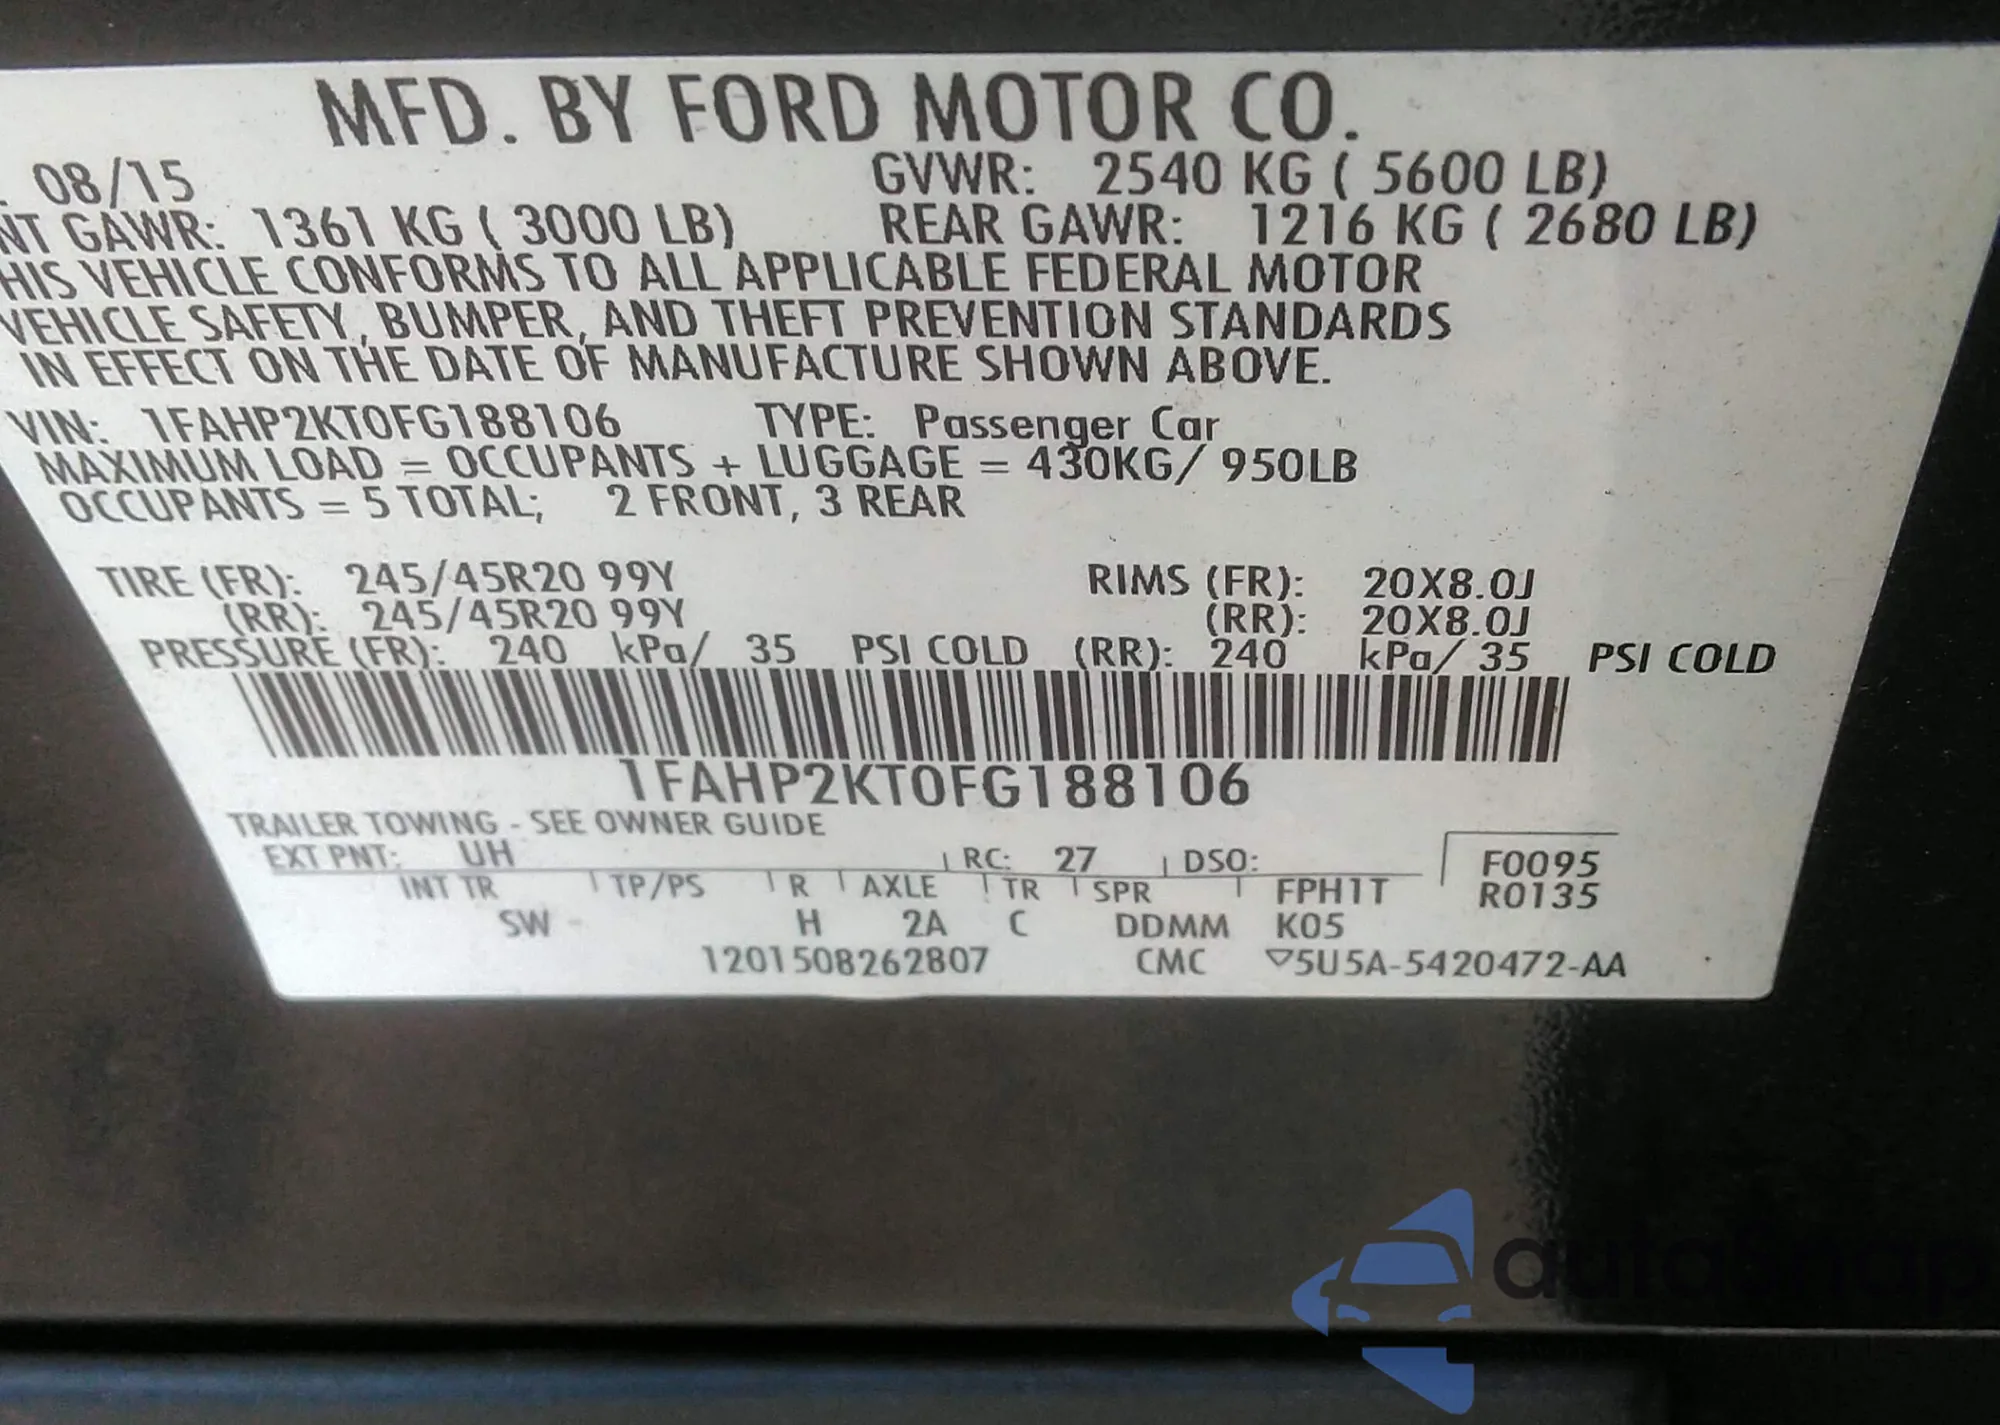 MFD. BY FORD MOTOR CO.
. 08/15 GVWR: 2540 KG ( 5600 LB)
NT GAWR: 1361 KG ( 3000 LB) REAR GAWR: 1216 KG ( 2680 LB)
HIS VEHICLE CONFORMS TO ALL APPLICABLE FEDERAL MOTOR
VEHICLE SAFETY, BUMPER, AND THEFT PREVENTION STANDARDS
IN EFFECT ON THE DATE OF MANUFACTURE SHOWN ABOVE.
VIN: 1FAHP2KT0FG188106 TYPE: Passenger Car
MAXIMUM LOAD = OCCUPANTS + LUGGAGE = 430KG/ 950LB
OCCUPANTS = 5 TOTAL; 2 FRONT, 3 REAR
TIRE (FR): 245/45R20 99Y RIMS (FR): 20X8.0J
(RR): 245/45R20 99Y (RR): 20X8.0J
PRESSURE (FR): 240 kPa/ 35 PSI COLD (RR): 240 kPa/ 35 PSI COLD
1FAHP2KT0FG188106
TRAILER TOWING - SEE OWNER GUIDE
EXT PNT: UH RC: 27 DSO: F0095
INT TR TP/PS R AXLE TR SPR FPH1T R0135
SW - H 2A C DDMM K05
1201508262807 CMC ▽5U5A-5420472-AA
autosnap